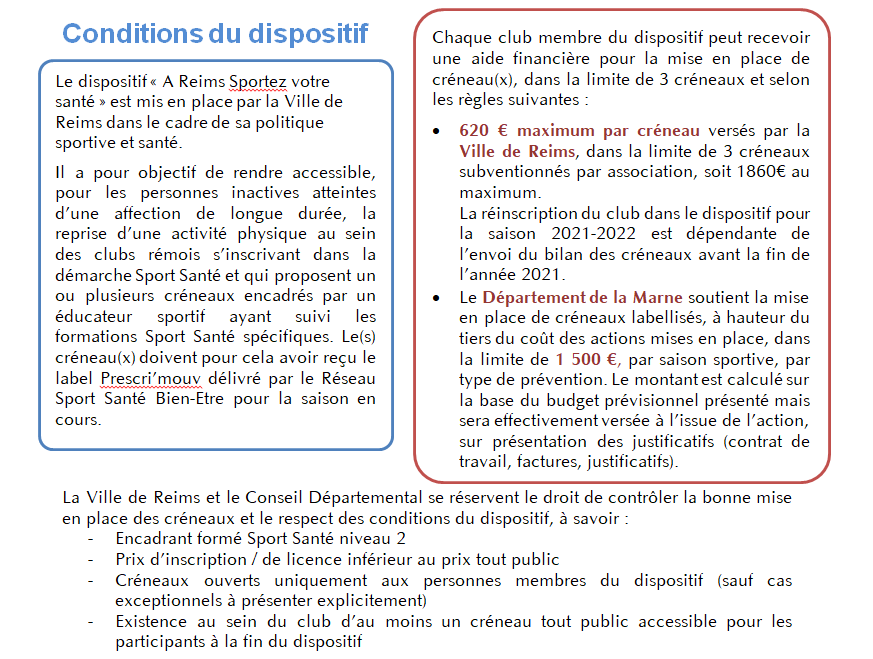 Conditions du dispositif
Le dispositif « A Reims Sportez votre
santé » est mis en place par la Ville de
Reims dans le cadre de sa politique
sportive et santé.
Il a pour objectif de rendre accessible,
pour les personnes inactives atteintes
d’une affection de longue durée, la
reprise d’une activité physique au sein
des clubs rémois s’inscrivant dans la
démarche Sport Santé et qui proposent un
ou plusieurs créneaux encadrés par un
éducateur sportif ayant suivi les
formations Sport Santé spécifiques. Le(s)
créneau(x) doivent pour cela avoir reçu le
label Prescri’mouv délivré par le Réseau
Sport Santé Bien-Etre pour la saison en
cours.
Chaque club membre du dispositif peut recevoir
une aide financière pour la mise en place de
créneau(x), dans la limite de 3 créneaux et selon
les règles suivantes :
• 620 € maximum par créneau versés par la
Ville de Reims, dans la limite de 3 créneaux
subventionnés par association, soit 1860€ au
maximum.
La réinscription du club dans le dispositif pour
la saison 2021-2022 est dépendante de
l’envoi du bilan des créneaux avant la fin de
l’année 2021.
• Le Département de la Marne soutient la mise
en place de créneaux labellisés, à hauteur du
tiers du coût des actions mises en place, dans
la limite de 1 500 €, par saison sportive, par
type de prévention. Le montant est calculé sur
la base du budget prévisionnel présenté mais
sera effectivement versée à l’issue de l’action,
sur présentation des justificatifs (contrat de
travail, factures, justificatifs).
La Ville de Reims et le Conseil Départemental se réservent le droit de contrôler la bonne mise
en place des créneaux et le respect des conditions du dispositif, à savoir :
- Encadrant formé Sport Santé niveau 2
- Prix d’inscription / de licence inférieur au prix tout public
- Créneaux ouverts uniquement aux personnes membres du dispositif (sauf cas
exceptionnels à présenter explicitement)
- Existence au sein du club d’au moins un créneau tout public accessible pour les
participants à la fin du dispositif